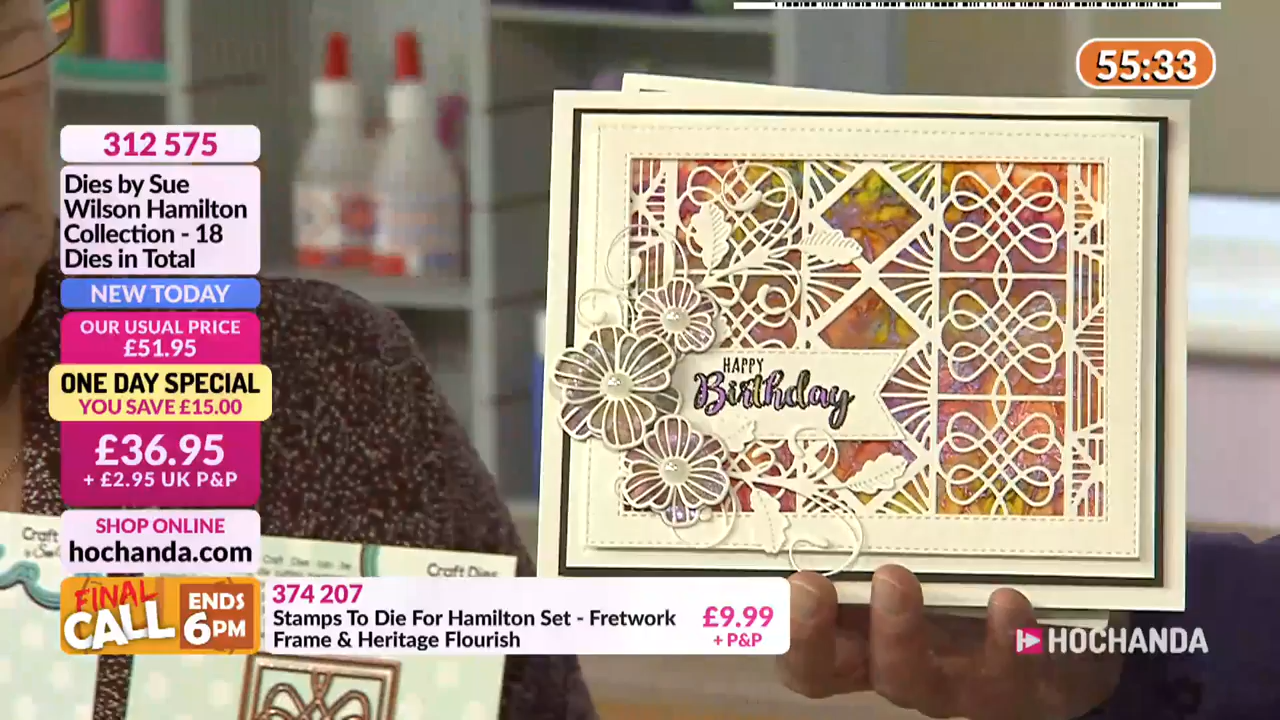 55:33
312 575
Dies by Sue
Wilson Hamilton
Collection - 18
Dies in Total
NEW TODAY
OUR USUAL PRICE
£51.95
ONE DAY SPECIAL
YOU SAVE £15.00
£36.95
+ £2.95 UK P&P
SHOP ONLINE
hochanda.com
FINAL
CALL
ENDS
6PM
374 207
Stamps To Die For Hamilton Set - Fretwork
Frame & Heritage Flourish
£9.99
+ P&P
HAPPY
Birthday
Craft Dies
HOCHANDA